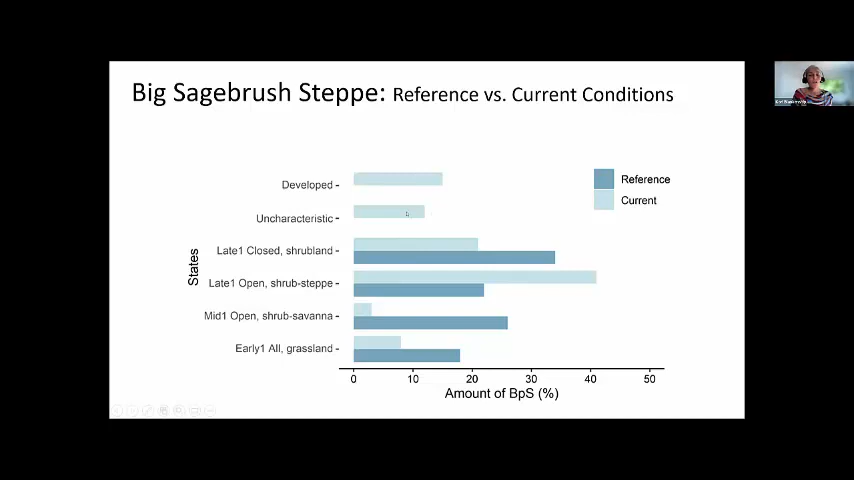 Big Sagebrush Steppe: Reference vs. Current Conditions
Reference
Current
States
Developed
Uncharacteristic
Late1 Closed, shrubland
Late1 Open, shrub-steppe
Mid1 Open, shrub-savanna
Early1 All, grassland
0 10 20 30 40 50
Amount of BpS (%)